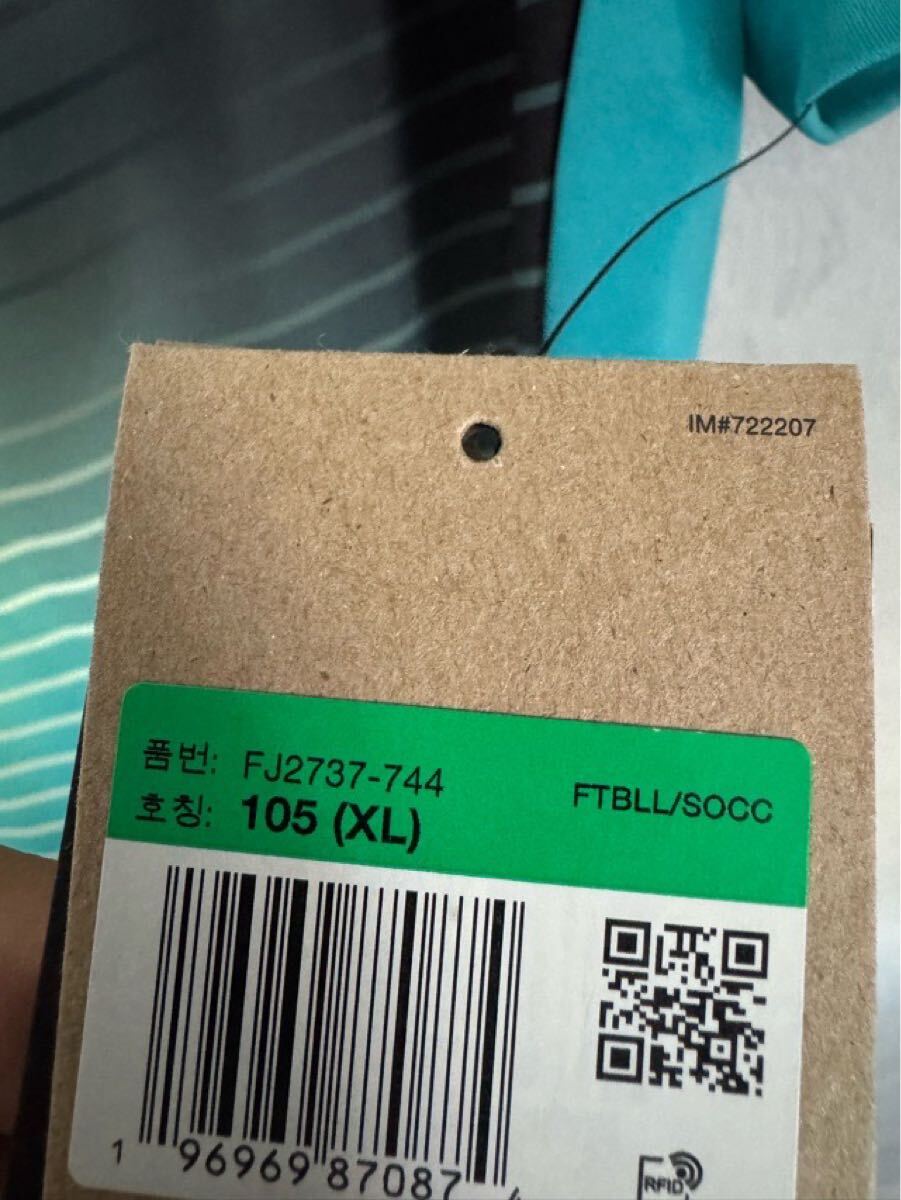 IM#722207
품번: FJ2737-744
호칭: 105 (XL)
FTBLL/SOCC
1 96969 87087
RFID